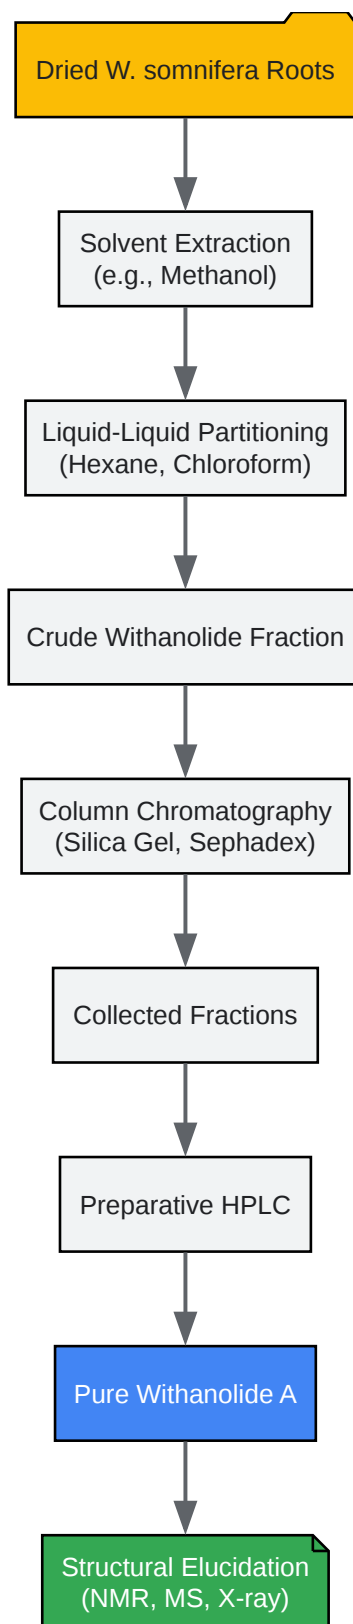 Dried W. somnifera Roots
Solvent Extraction
(e.g., Methanol)
Liquid-Liquid Partitioning
(Hexane, Chloroform)
Crude Withanolide Fraction
Column Chromatography
(Silica Gel, Sephadex)
Collected Fractions
Preparative HPLC
Pure Withanolide A
Structural Elucidation
(NMR, MS, X-ray)